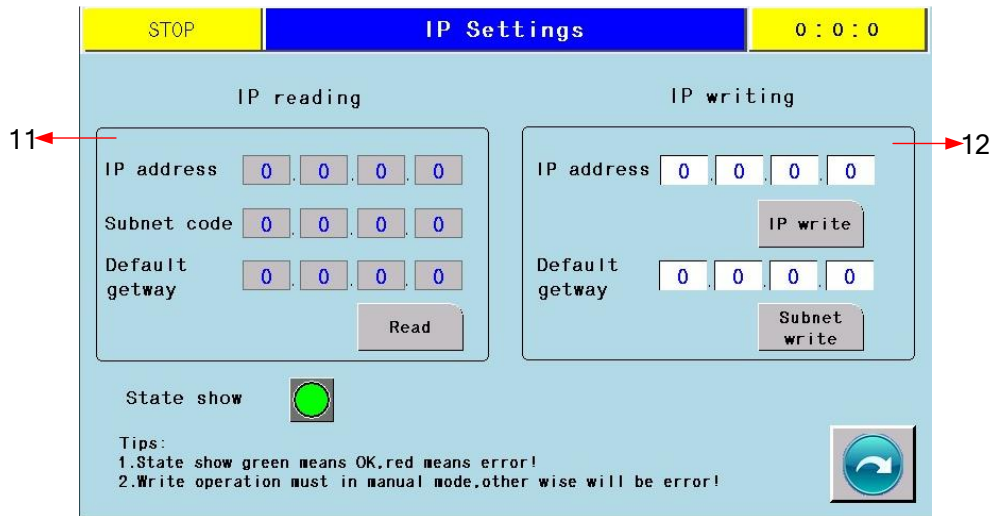 STOP
IP Settings
0:0:0
IP reading
IP writing
11
12
IP address 0.0.0.0
Subnet code 0.0.0.0
Default
getway
0.0.0.0
Read
IP address 0.0.0.0
IP write
Default
getway
0.0.0.0
Subnet
write
State show
Tips:
1.State show green means OK,red means error!
2.Write operation must in manual mode,other wise will be error!